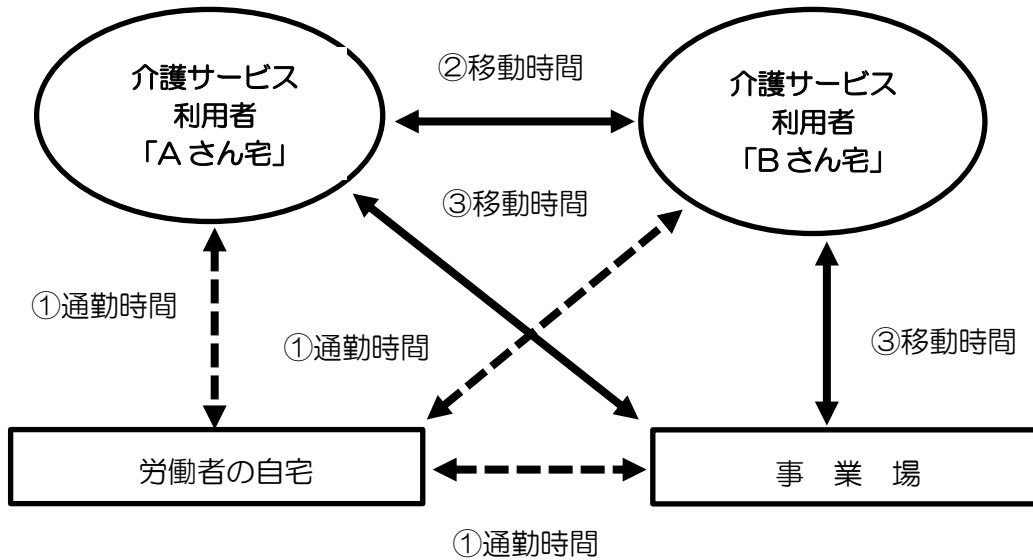 介護サービス
利用者
「Aさん宅」
②移動時間
介護サービス
利用者
「Bさん宅」
③移動時間
①通勤時間
①通勤時間
③移動時間
労働者の自宅
事 業 場
①通勤時間